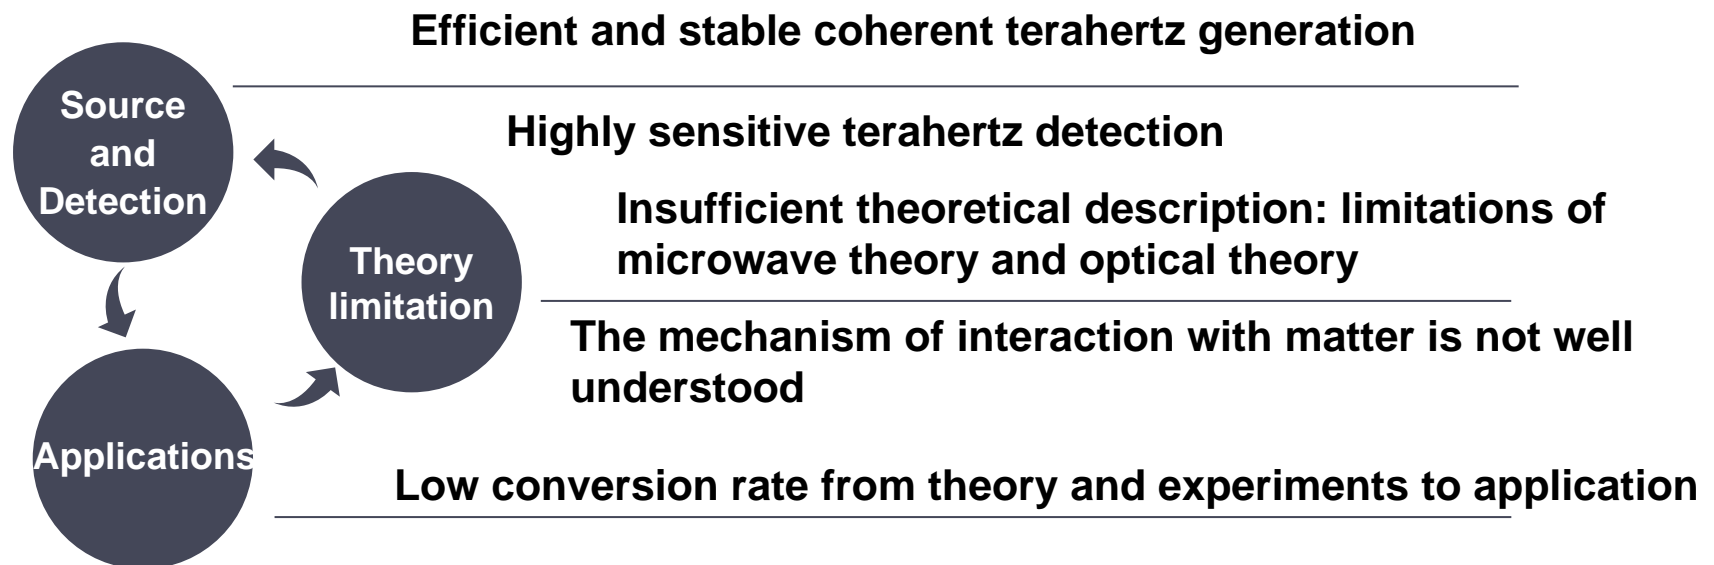 Efficient and stable coherent terahertz generation
Source
and
Detection
Highly sensitive terahertz detection
Insufficient theoretical description: limitations of
microwave theory and optical theory
Theory
limitation
The mechanism of interaction with matter is not well
understood
Applications
Low conversion rate from theory and experiments to application